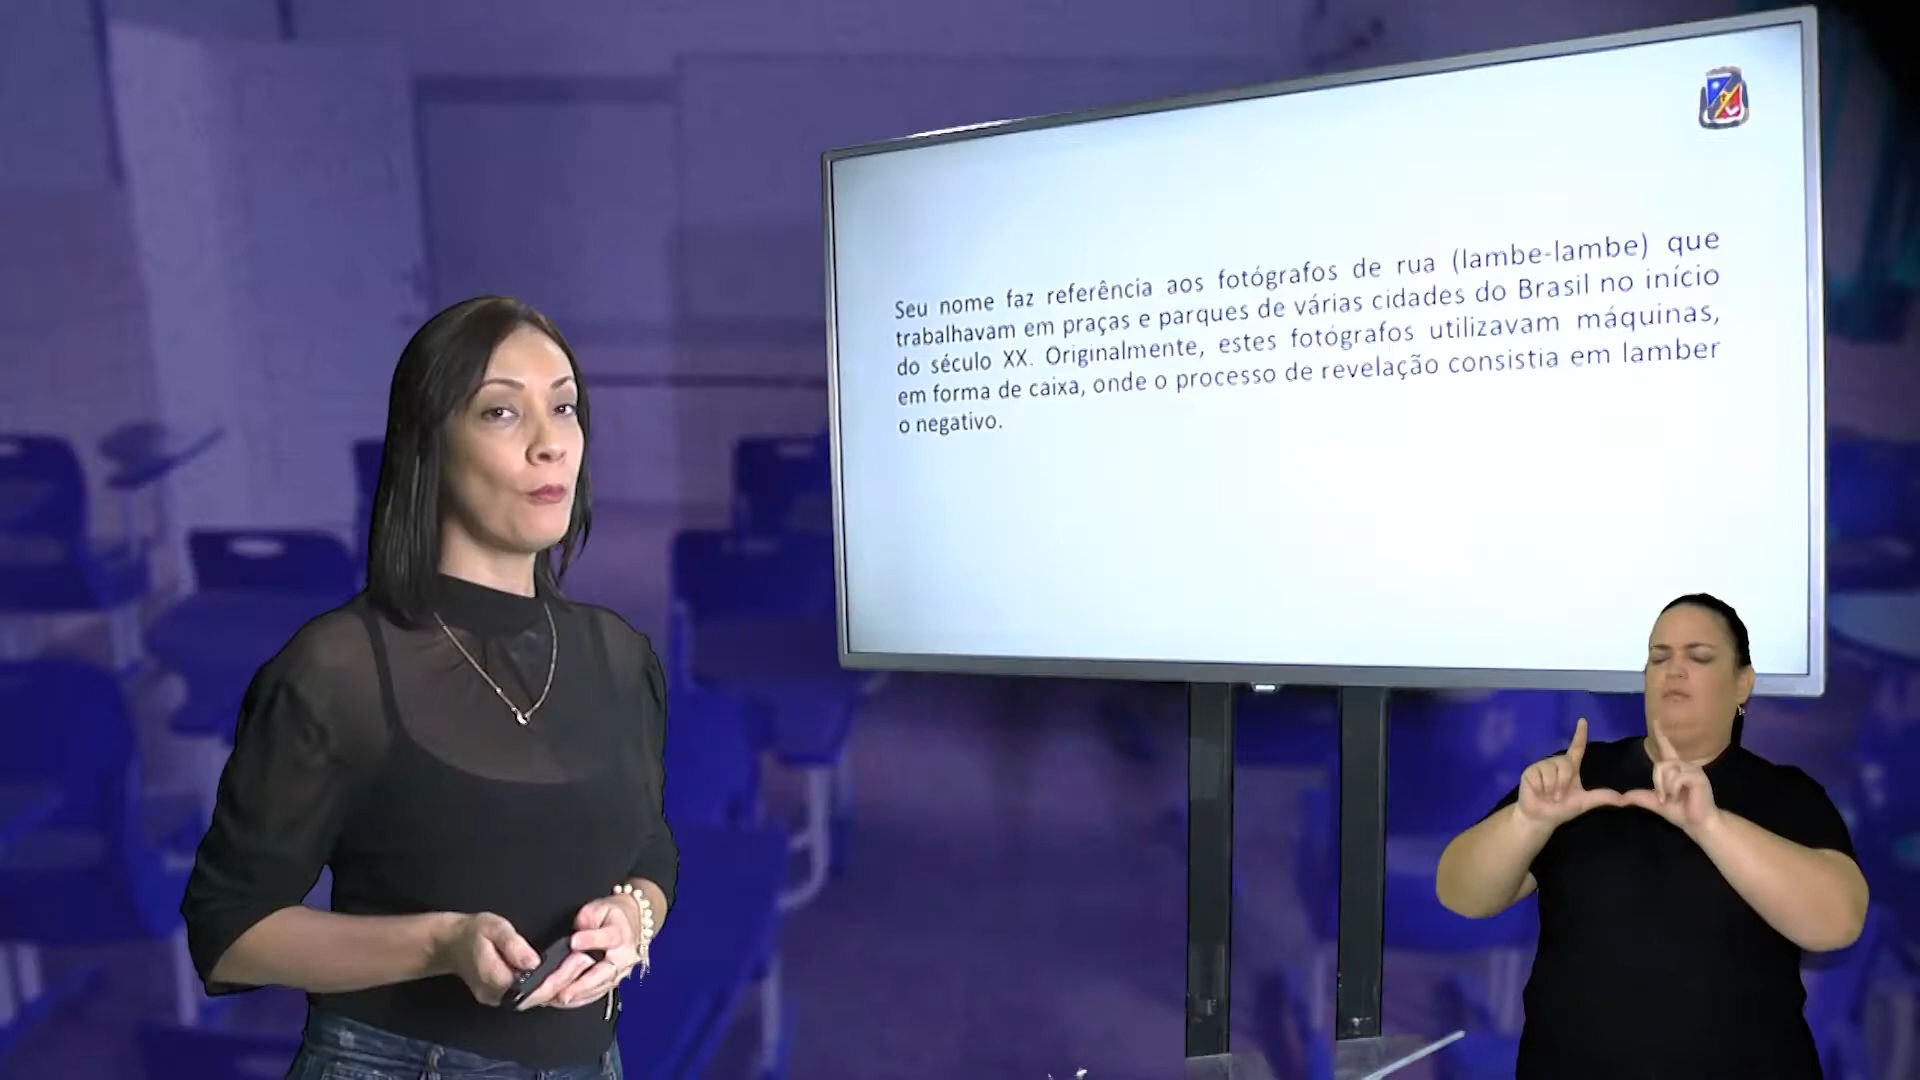 Seu nome faz referência aos fotógrafos de rua (lambe-lambe) que
trabalhavam em praças e parques de várias cidades do Brasil no início
do século XX. Originalmente, estes fotógrafos utilizavam máquinas,
em forma de caixa, onde o processo de revelação consistia em lamber
o negativo.